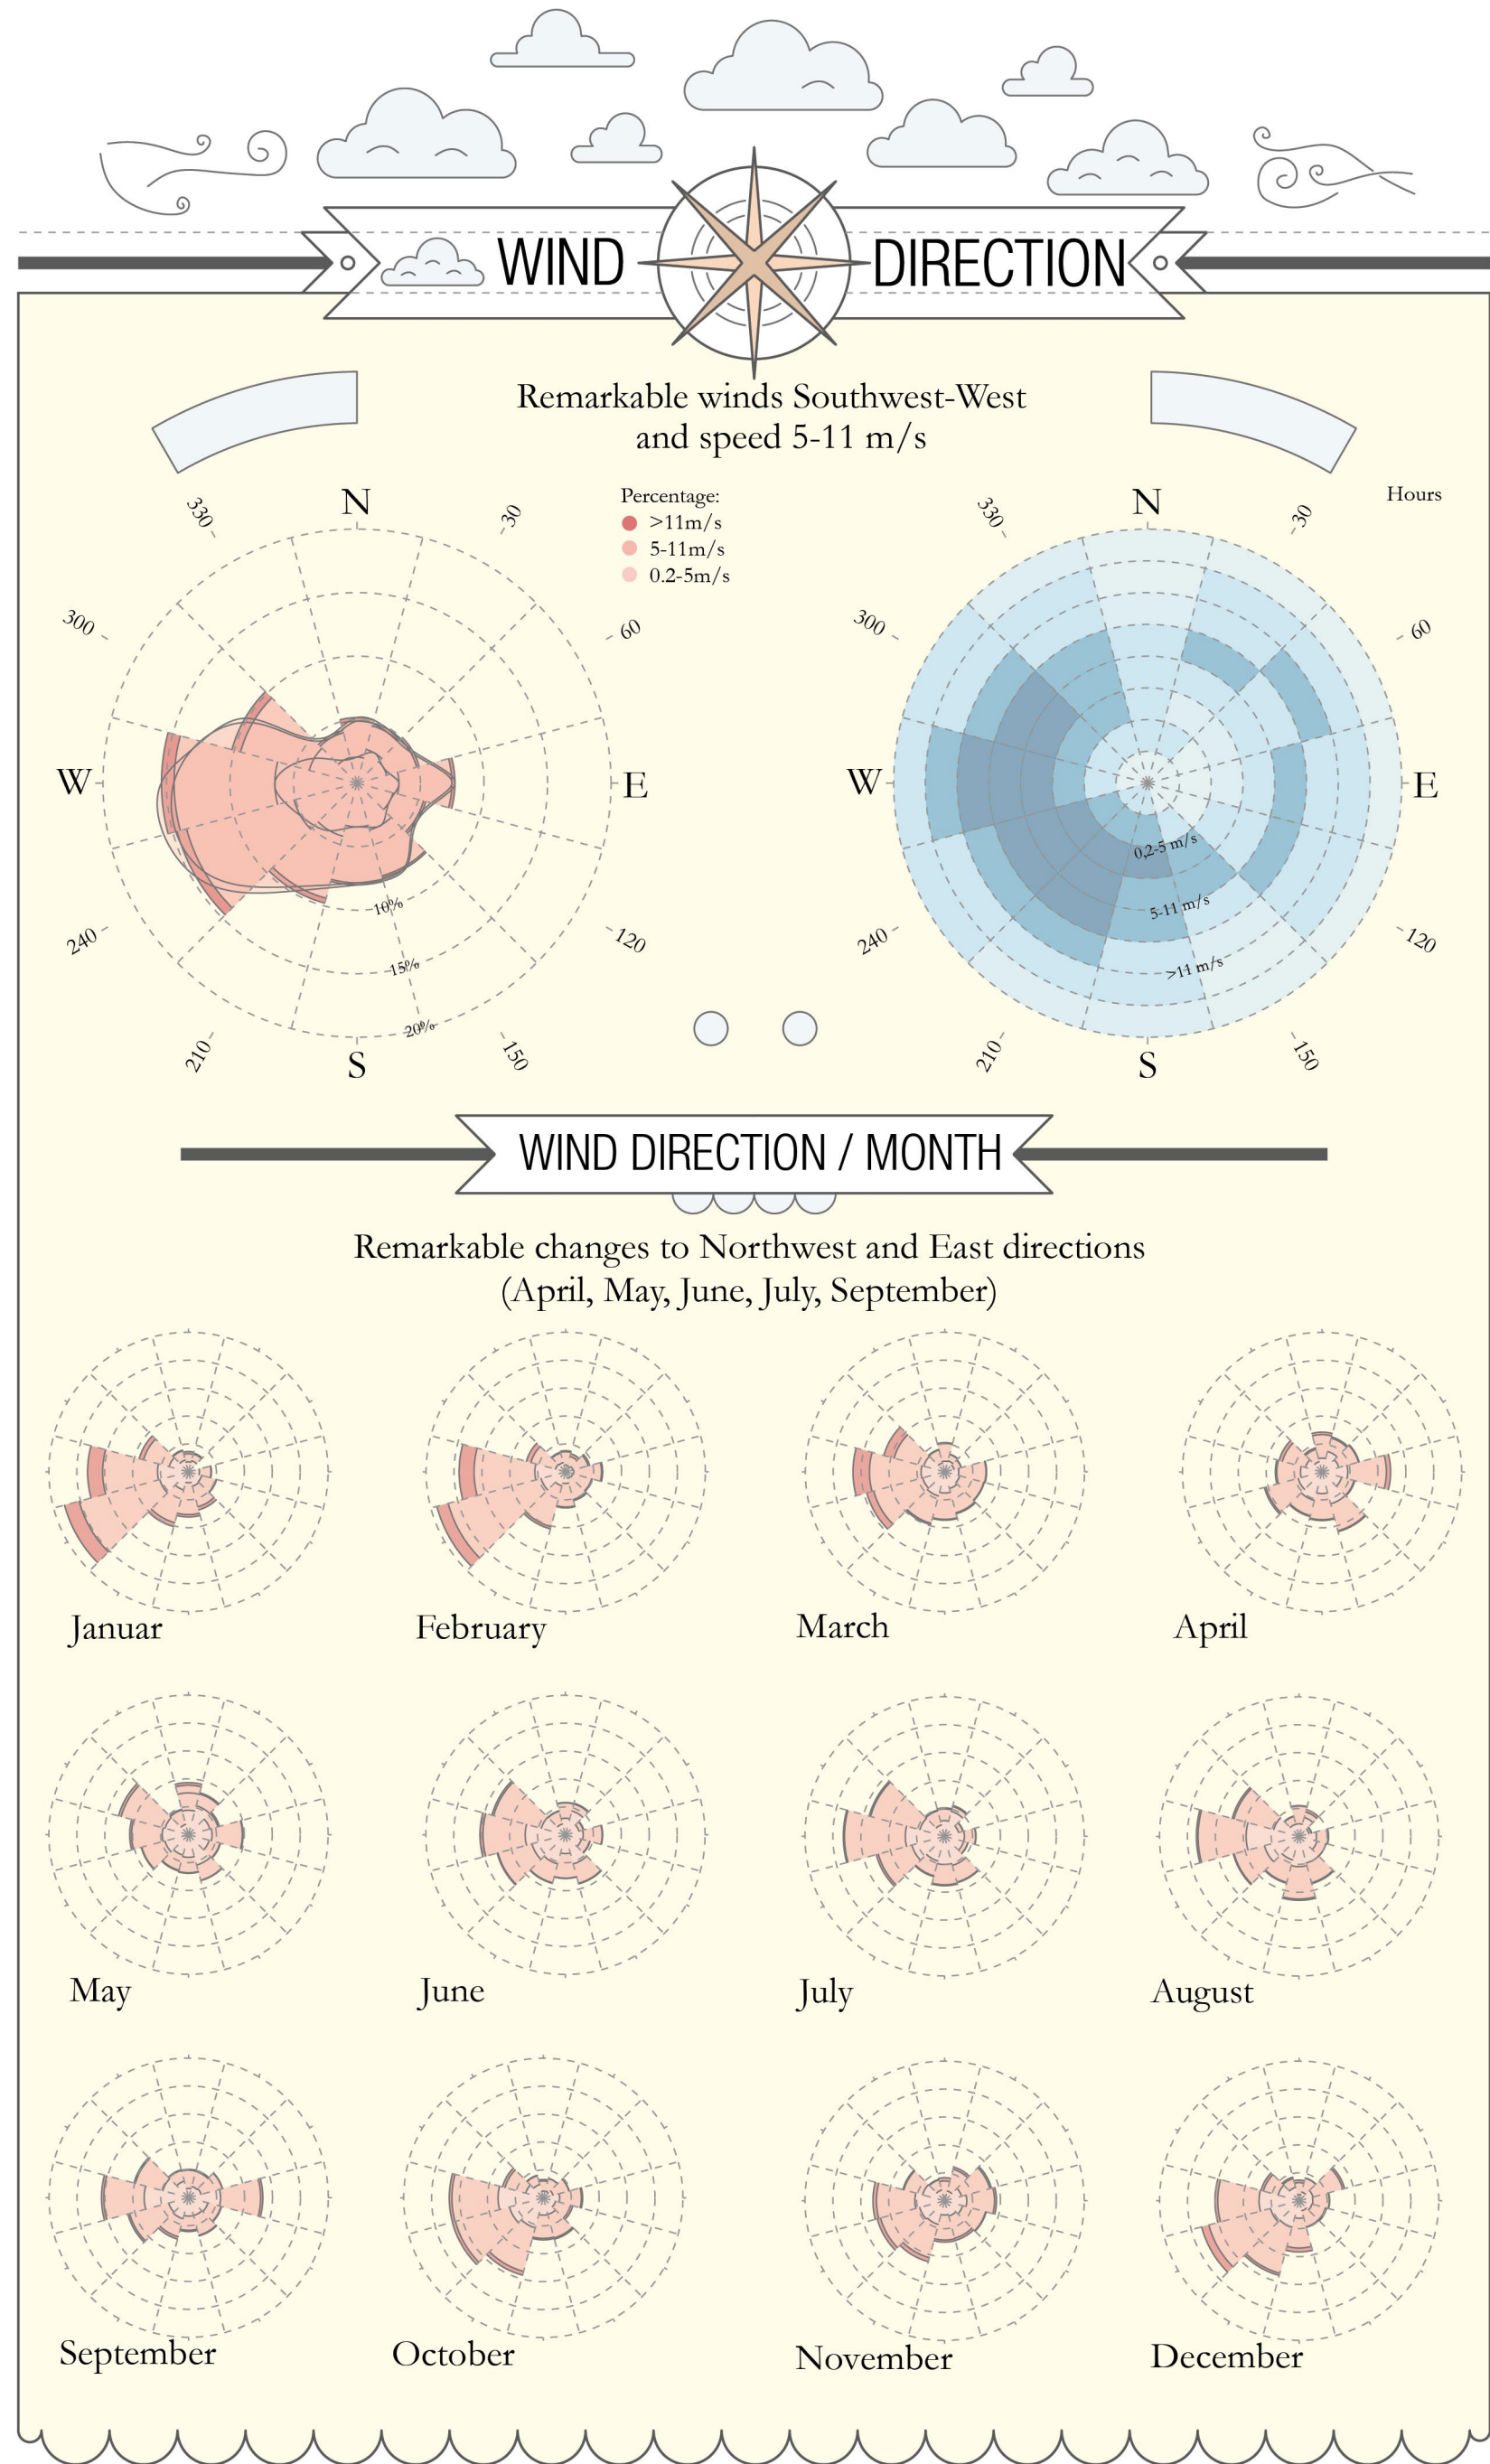 WIND DIRECTION
Remarkable winds Southwest-West
and speed 5-11 m/s
Percentage:
>11m/s
5-11m/s
0.2-5m/s
N
30
60
E
120
150
S
210
240
W
300
330
10%
15%
20%
Hours
N
30
60
E
120
150
S
210
240
W
300
330
0,2-5 m/s
5-11 m/s
>11 m/s
WIND DIRECTION / MONTH
Remarkable changes to Northwest and East directions
(April, May, June, July, September)
Januar
February
March
April
May
June
July
August
September
October
November
December